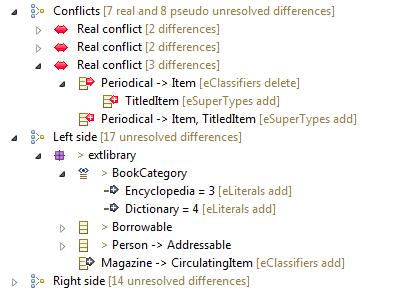 Conflicts [7 real and 8 pseudo unresolved differences]
Real conflict [2 differences]
Real conflict [2 differences]
Real conflict [3 differences]
Periodical -> Item [eClassifiers delete]
TitledItem [eSuperTypes add]
Periodical -> Item, TitledItem [eSuperTypes add]
Left side [17 unresolved differences]
> extlibrary
> BookCategory
Encyclopedia = 3 [eLiterals add]
Dictionary = 4 [eLiterals add]
> Borrowable
> Person -> Addressable
Magazine -> CirculatingItem [eClassifiers add]
Right side [14 unresolved differences]